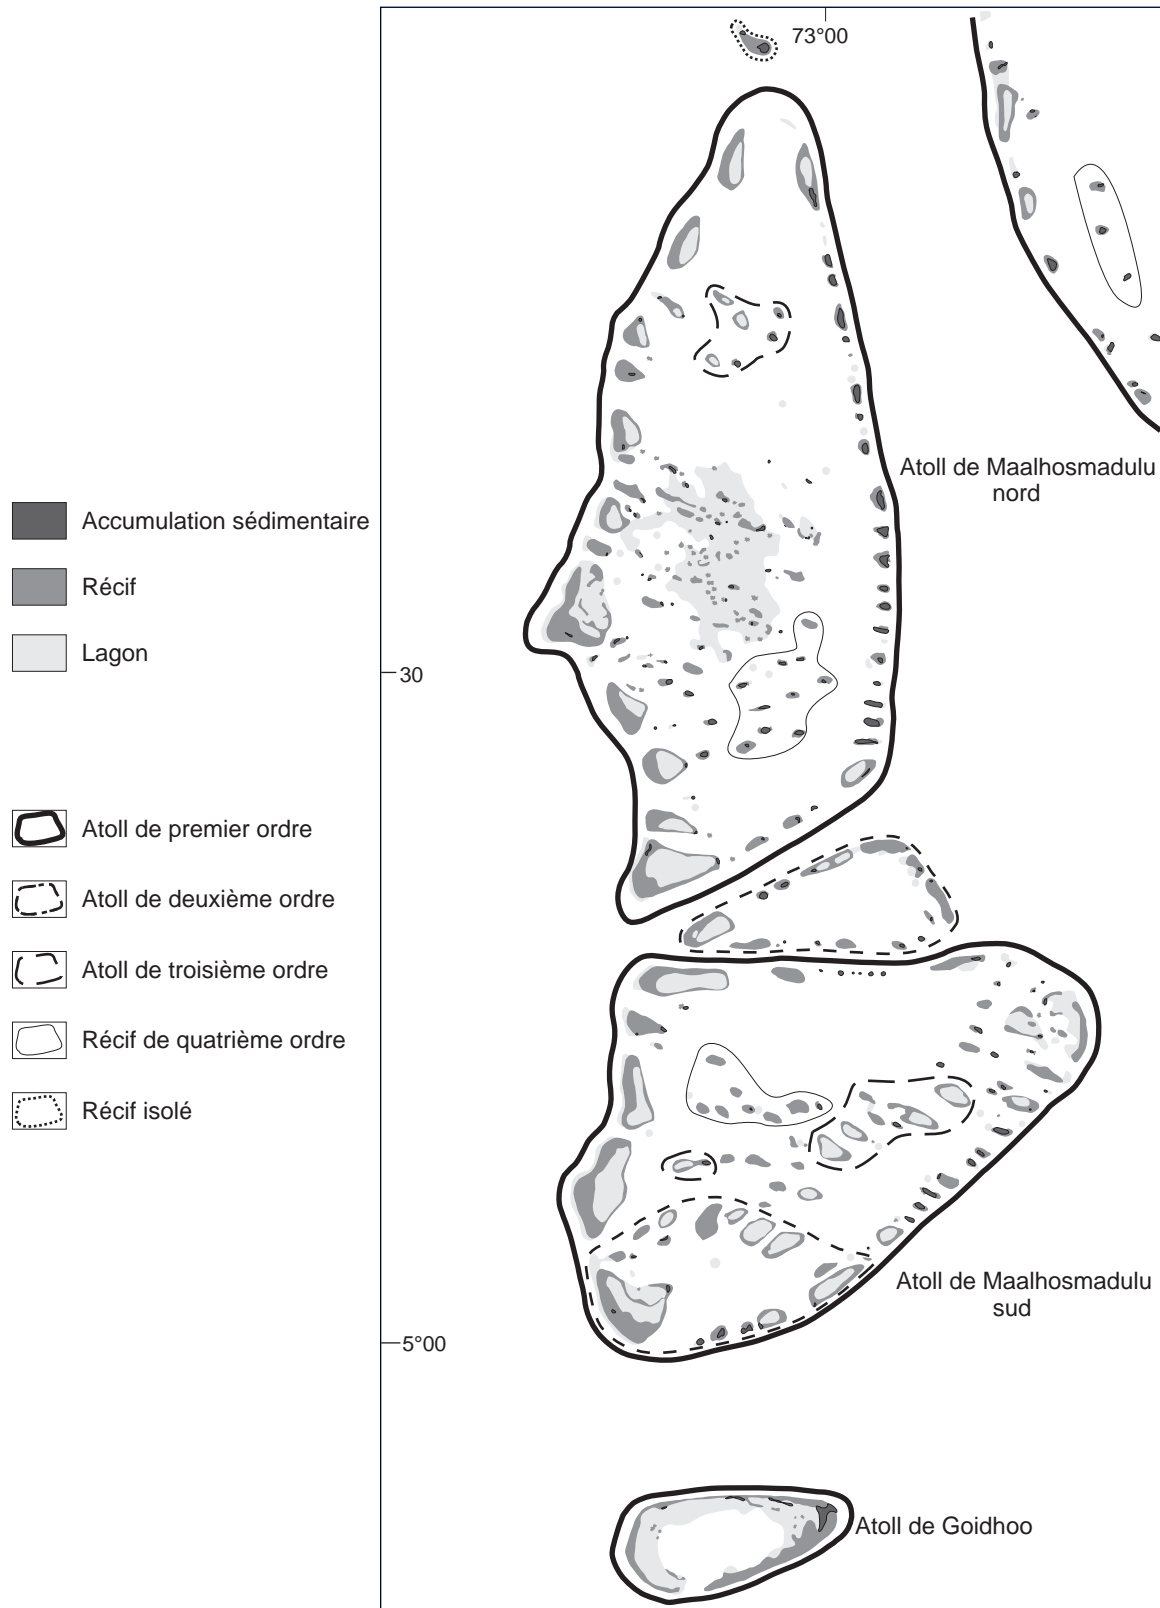 73°00
Atoll de Maalhosmadulu
nord
Accumulation sédimentaire
Récif
Lagon
30
Atoll de premier ordre
Atoll de deuxième ordre
Atoll de troisième ordre
Récif de quatrième ordre
Récif isolé
Atoll de Maalhosmadulu
sud
5°00
Atoll de Goidhoo